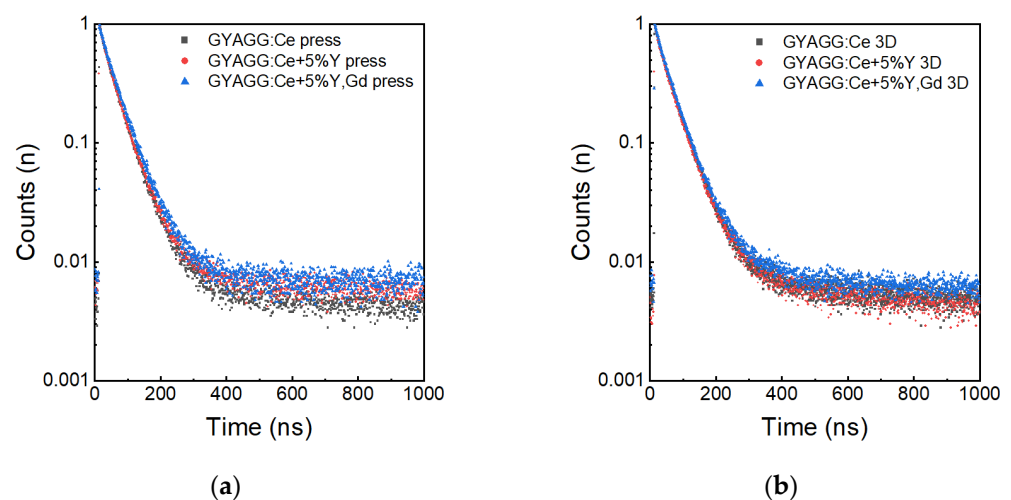 1
0.1
0.01
0.001
Counts (n)
GYAGG:Ce press
GYAGG:Ce+5%Y press
GYAGG:Ce+5%Y,Gd press
0 200 400 600 800 1000
Time (ns)
(a)
1
0.1
0.01
0.001
Counts (n)
GYAGG:Ce 3D
GYAGG:Ce+5%Y 3D
GYAGG:Ce+5%Y,Gd 3D
0 200 400 600 800 1000
Time (ns)
(b)